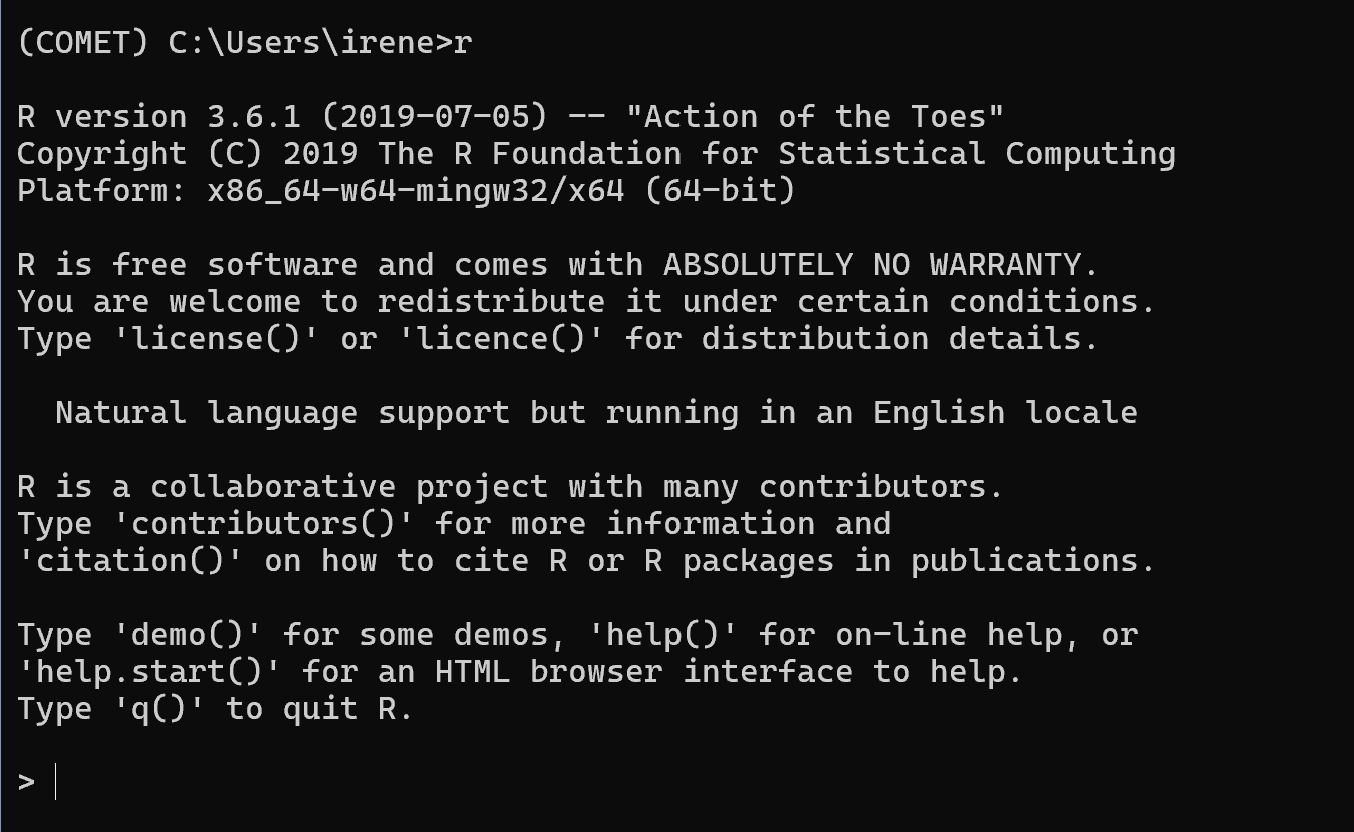 (COMET) C:\Users\irene>r
R version 3.6.1 (2019-07-05) -- "Action of the Toes"
Copyright (C) 2019 The R Foundation for Statistical Computing
Platform: x86_64-w64-mingw32/x64 (64-bit)
R is free software and comes with ABSOLUTELY NO WARRANTY.
You are welcome to redistribute it under certain conditions.
Type 'license()' or 'licence()' for distribution details.
Natural language support but running in an English locale
R is a collaborative project with many contributors.
Type 'contributors()' for more information and
'citation()' on how to cite R or R packages in publications.
Type 'demo()' for some demos, 'help()' for on-line help, or
'help.start()' for an HTML browser interface to help.
Type 'q()' to quit R.
>